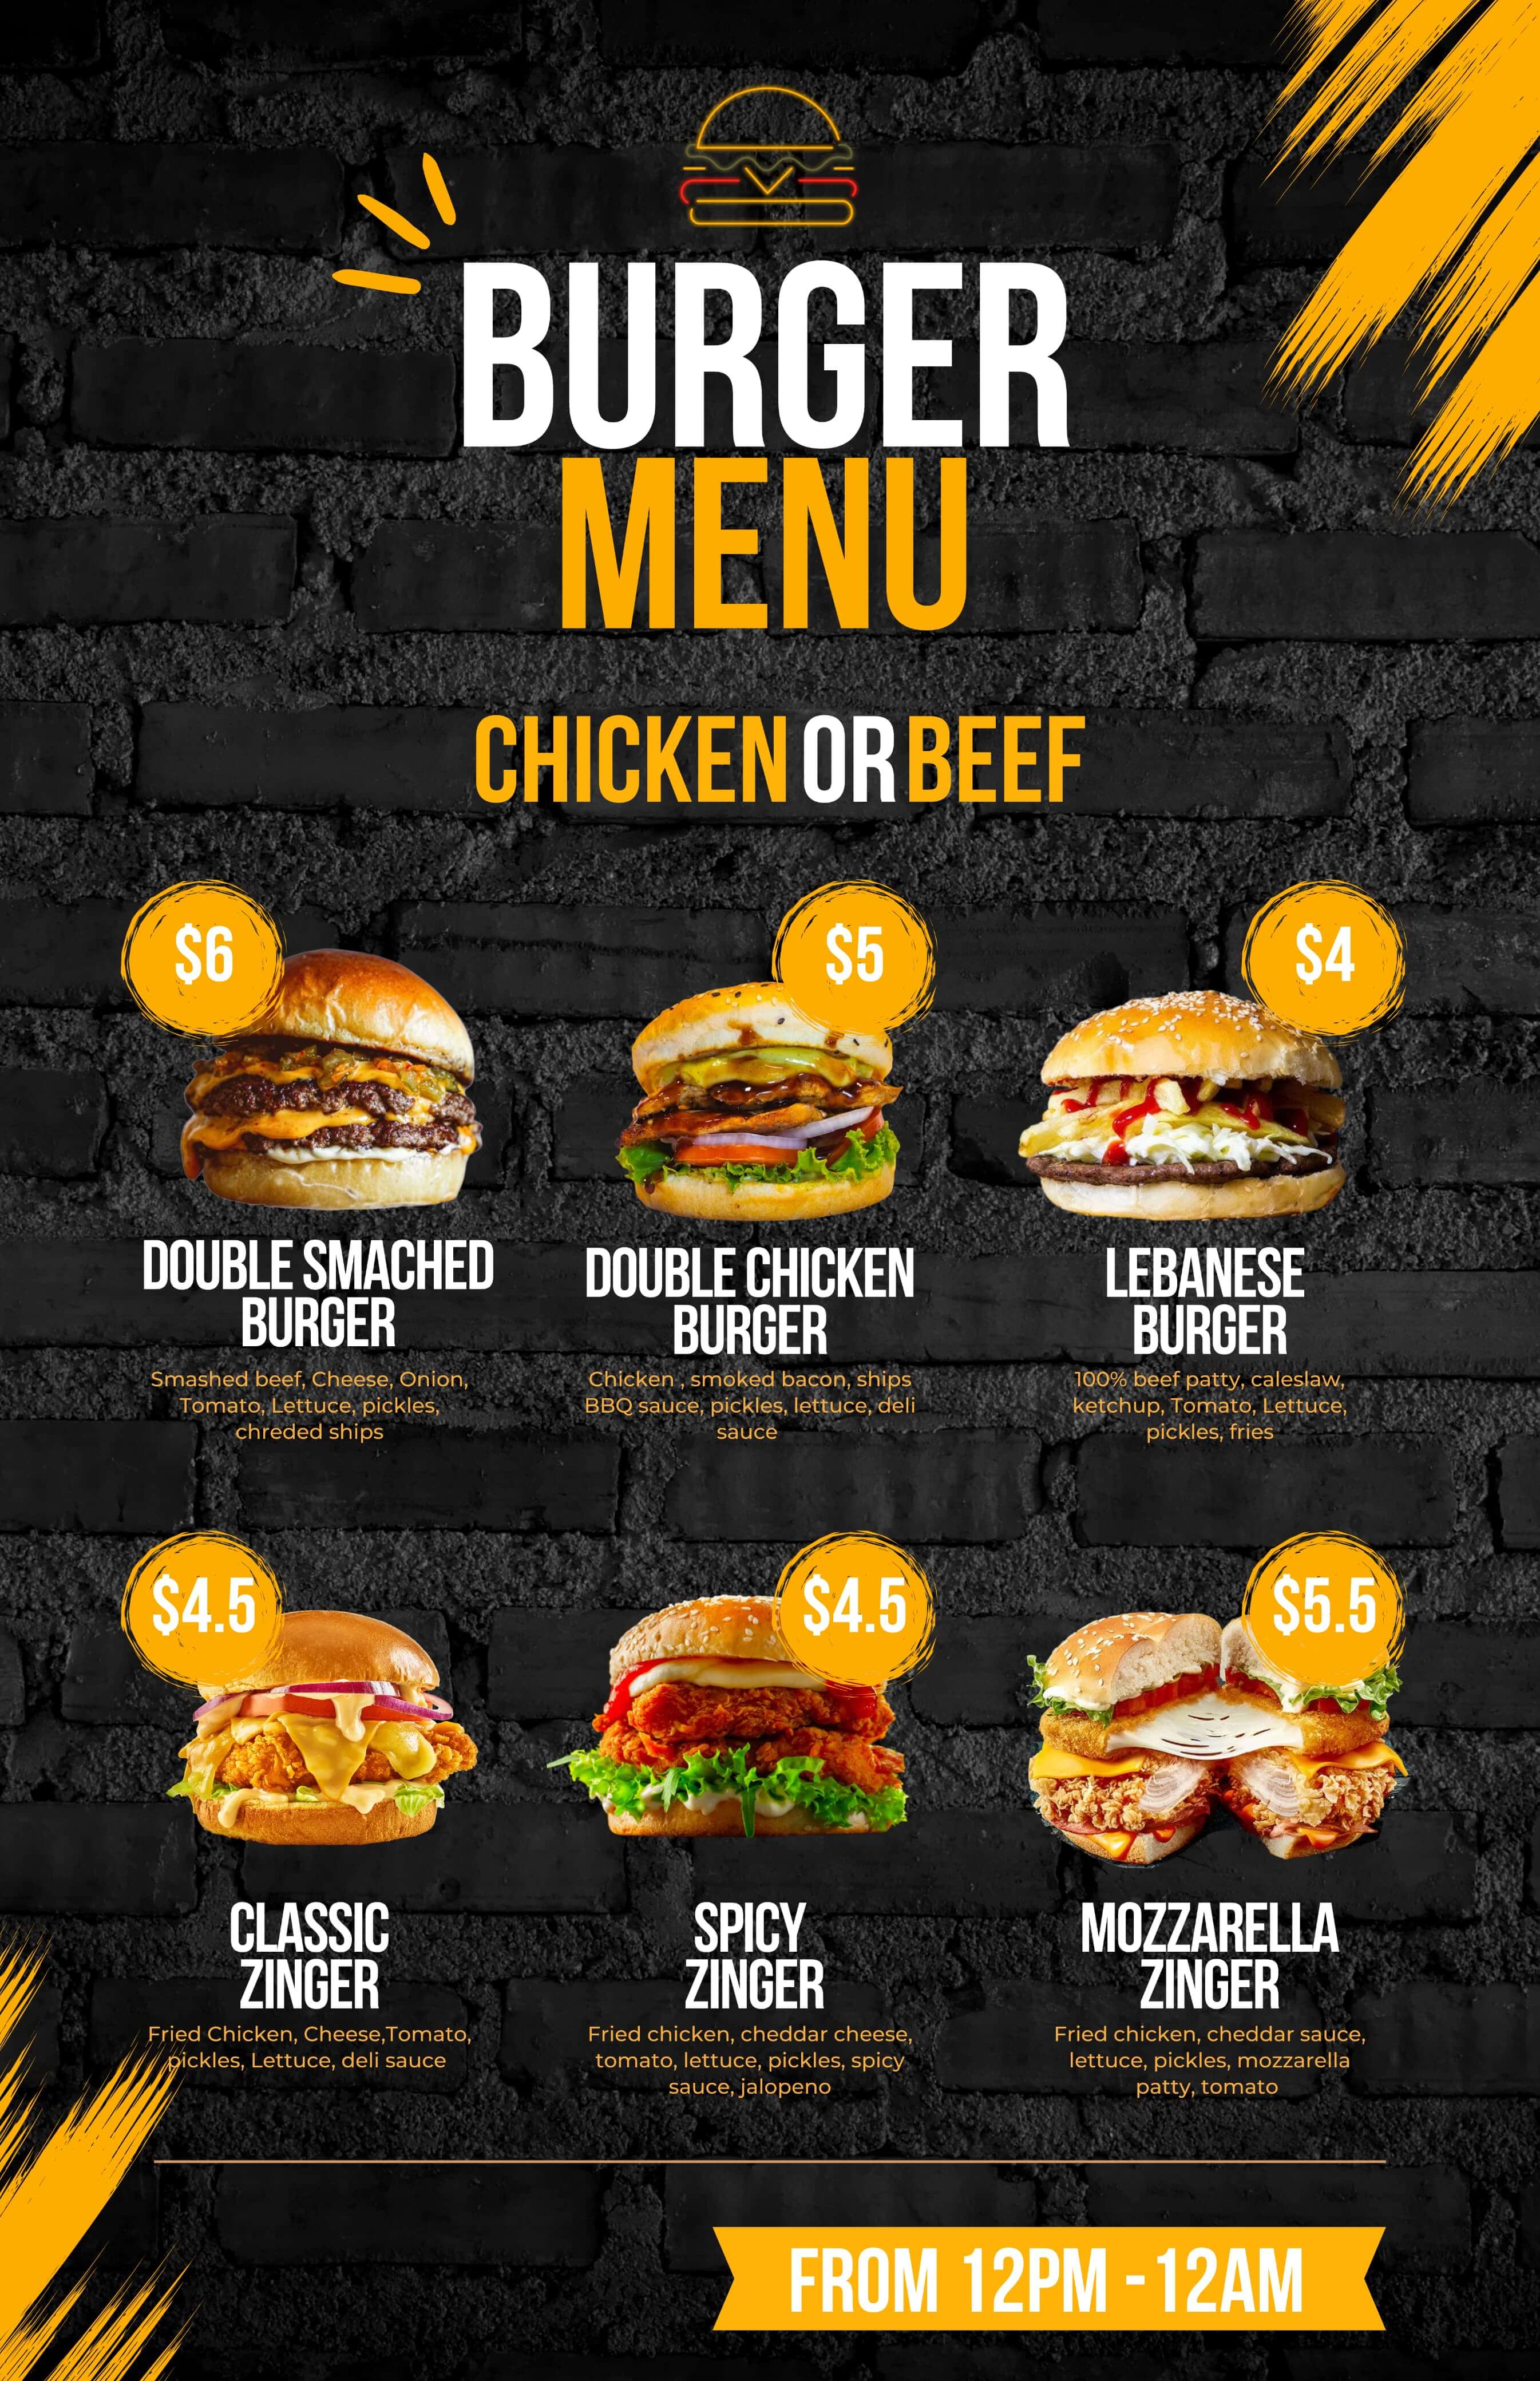 BURGER
MENU
CHICKEN OR BEEF
$6
$5
$4
DOUBLE SMACHED
BURGER
Smashed beef, Cheese, Onion,
Tomato, Lettuce, pickles,
chreded ships
DOUBLE CHICKEN
BURGER
Chicken , smoked bacon, ships
BBQ sauce, pickles, lettuce, deli
sauce
LEBANESE
BURGER
100% beef patty, caleslaw,
ketchup, Tomato, Lettuce,
pickles, fries
$4.5
$4.5
$5.5
CLASSIC
ZINGER
Fried Chicken, Cheese,Tomato,
pickles, Lettuce, deli sauce
SPICY
ZINGER
Fried chicken, cheddar cheese,
tomato, lettuce, pickles, spicy
sauce, jalopeno
MOZZARELLA
ZINGER
Fried chicken, cheddar sauce,
lettuce, pickles, mozzarella
patty, tomato
FROM 12PM - 12AM